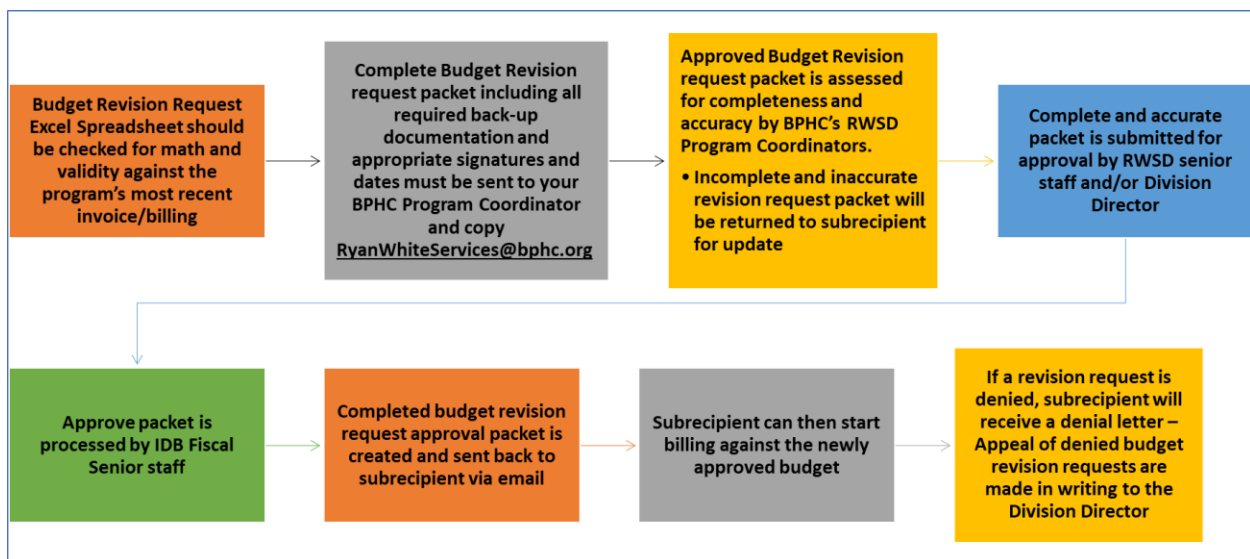 Budget Revision Request
Excel Spreadsheet should
be checked for math and
validity against the
program's most recent
invoice/billing
Complete Budget Revision
request packet including all
required back-up
documentation and
appropriate signatures and
dates must be sent to your
BPHC Program Coordinator
and copy
RyanWhiteServices@bphc.org
Approved Budget Revision
request packet is assessed
for completeness and
accuracy by BPHC's RWSD
Program Coordinators.
• Incomplete and inaccurate
revision request packet will
be returned to subrecipient
for update
Complete and accurate
packet is submitted for
approval by RWSD senior
staff and/or Division
Director
Approve packet is
processed by IDB Fiscal
Senior staff
Completed budget revision
request approval packet is
created and sent back to
subrecipient via email
Subrecipient can then start
billing against the newly
approved budget
If a revision request is
denied, subrecipient will
receive a denial letter –
Appeal of denied budget
revision requests are
made in writing to the
Division Director